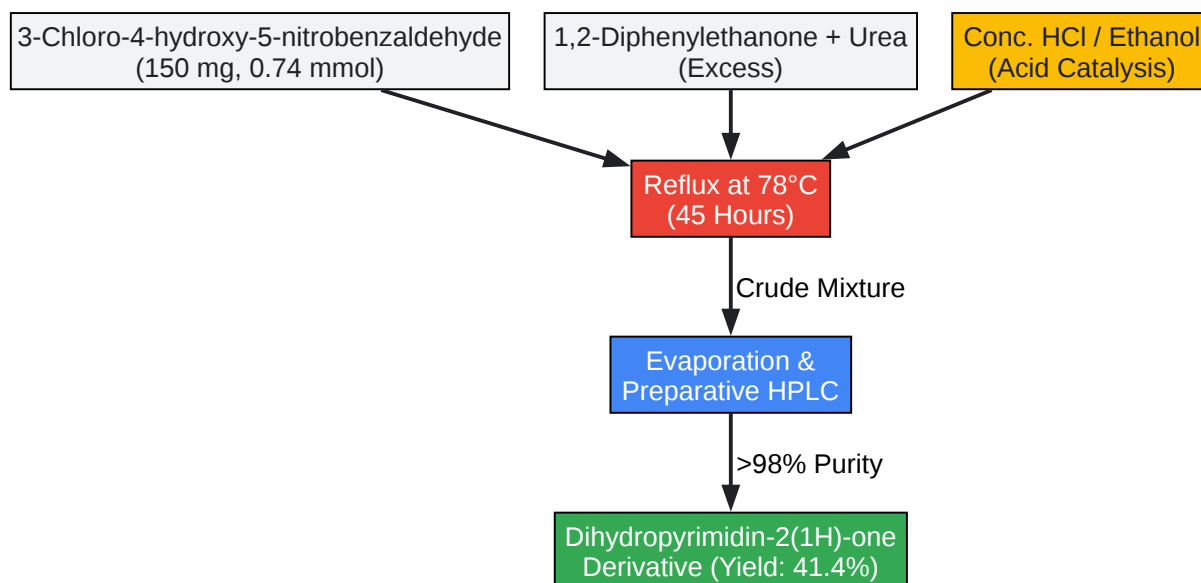 3-Chloro-4-hydroxy-5-nitrobenzaldehyde
(150 mg, 0.74 mmol)
1,2-Diphenylethanone + Urea
(Excess)
Conc. HCl / Ethanol
(Acid Catalysis)
Reflux at 78°C
(45 Hours)
Crude Mixture
Evaporation &
Preparative HPLC
>98% Purity
Dihydropyrimidin-2(1H)-one
Derivative (Yield: 41.4%)